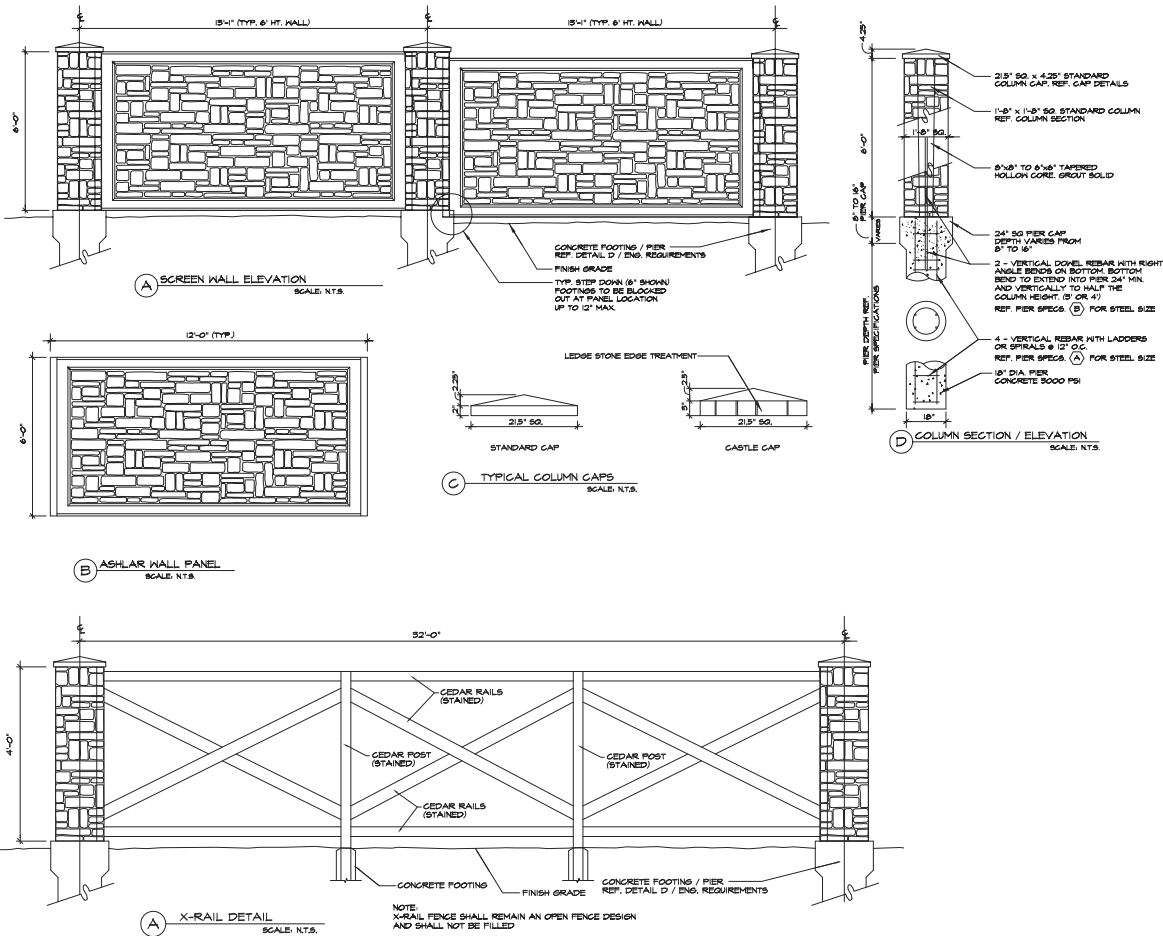 ℄
13'-1" (TYP. 6' HT. WALL)
℄
13'-1" (TYP. 6' HT. WALL)
℄
6'-0"
CONCRETE FOOTING / PIER
REF. DETAIL D / ENG. REQUIREMENTS
FINISH GRADE
TYP. STEP DOWN (6" SHOWN)
FOOTINGS TO BE BLOCKED
OUT AT PANEL LOCATION
UP TO 12" MAX.
A SCREEN WALL ELEVATION
SCALE: N.T.S.
12'-0" (TYP.)
6'-0"
B ASHLAR WALL PANEL
SCALE: N.T.S.
LEDGE STONE EDGE TREATMENT
2.25"
2"
21.5" SQ.
STANDARD CAP
2.5"
3"
21.5" SQ.
CASTLE CAP
C TYPICAL COLUMN CAPS
SCALE: N.T.S.
℄
4.25"
6'-0"
8" TO 16"
PIER CAP
VARIES
PIER DEPTH REF.
PIER SPECIFICATIONS
1'-8" SQ.
18"
21.5" SQ. x 4.25" STANDARD
COLUMN CAP. REF. CAP DETAILS
1'-8" x 1'-8" SQ. STANDARD COLUMN
REF. COLUMN SECTION
8"x8" TO 6"x6" TAPERED
HOLLOW CORE. GROUT SOLID
24" SQ PIER CAP
DEPTH VARIES FROM
8" TO 16"
2 - VERTICAL DOWEL REBAR WITH RIGHT
ANGLE BENDS ON BOTTOM. BOTTOM
BEND TO EXTEND INTO PIER 24" MIN.
AND VERTICALLY TO HALF THE
COLUMN HEIGHT. (3' OR 4')
REF. PIER SPECS. B FOR STEEL SIZE
4 - VERTICAL REBAR WITH LADDERS
OR SPIRALS @ 12" O.C.
REF. PIER SPECS. A FOR STEEL SIZE
18" DIA. PIER
CONCRETE 3000 PSI
D COLUMN SECTION / ELEVATION
SCALE: N.T.S.
℄
32'-0"
℄
4'-0"
CEDAR RAILS
(STAINED)
CEDAR POST
(STAINED)
CEDAR POST
(STAINED)
CEDAR RAILS
(STAINED)
CONCRETE FOOTING
FINISH GRADE
CONCRETE FOOTING / PIER
REF. DETAIL D / ENG. REQUIREMENTS
NOTE:
X-RAIL FENCE SHALL REMAIN AN OPEN FENCE DESIGN
AND SHALL NOT BE FILLED
A X-RAIL DETAIL
SCALE: N.T.S.